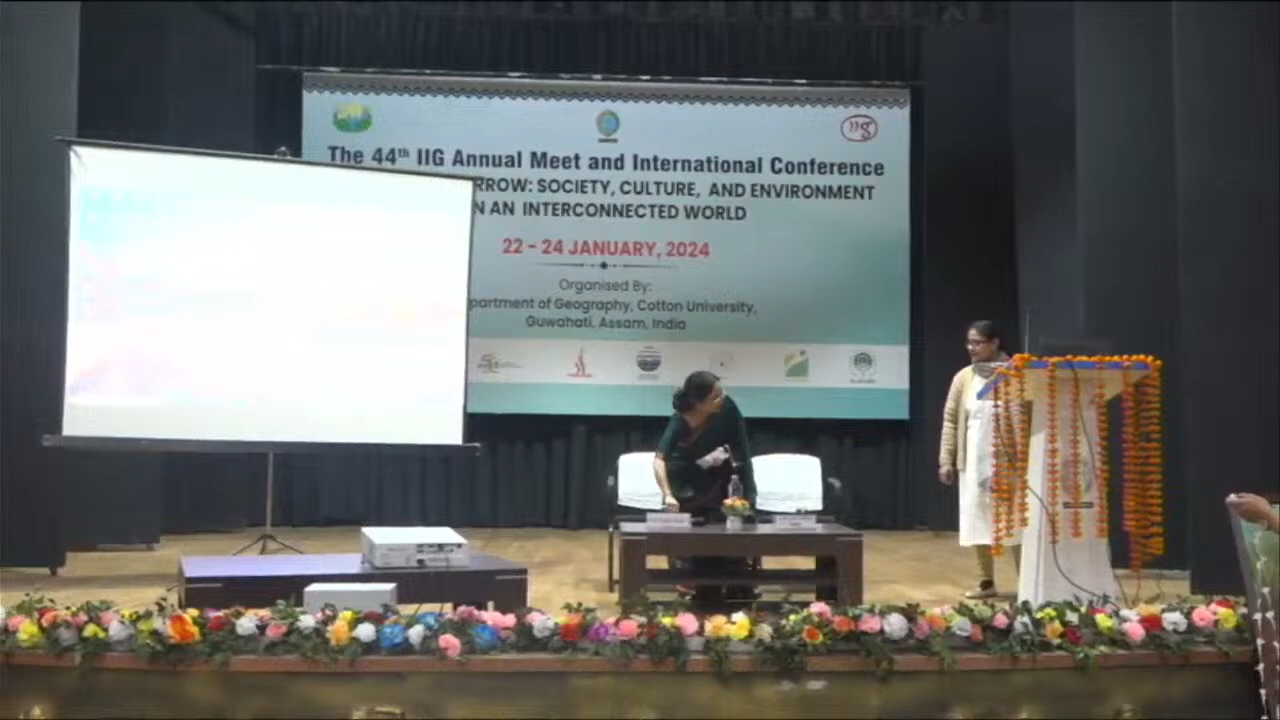 The 44th IIG Annual Meet and International Conference
RROW: SOCIETY, CULTURE, AND ENVIRONMENT
N AN INTERCONNECTED WORLD
22 - 24 JANUARY, 2024
Organised By:
partment of Geography, Cotton University,
Guwahati, Assam, India